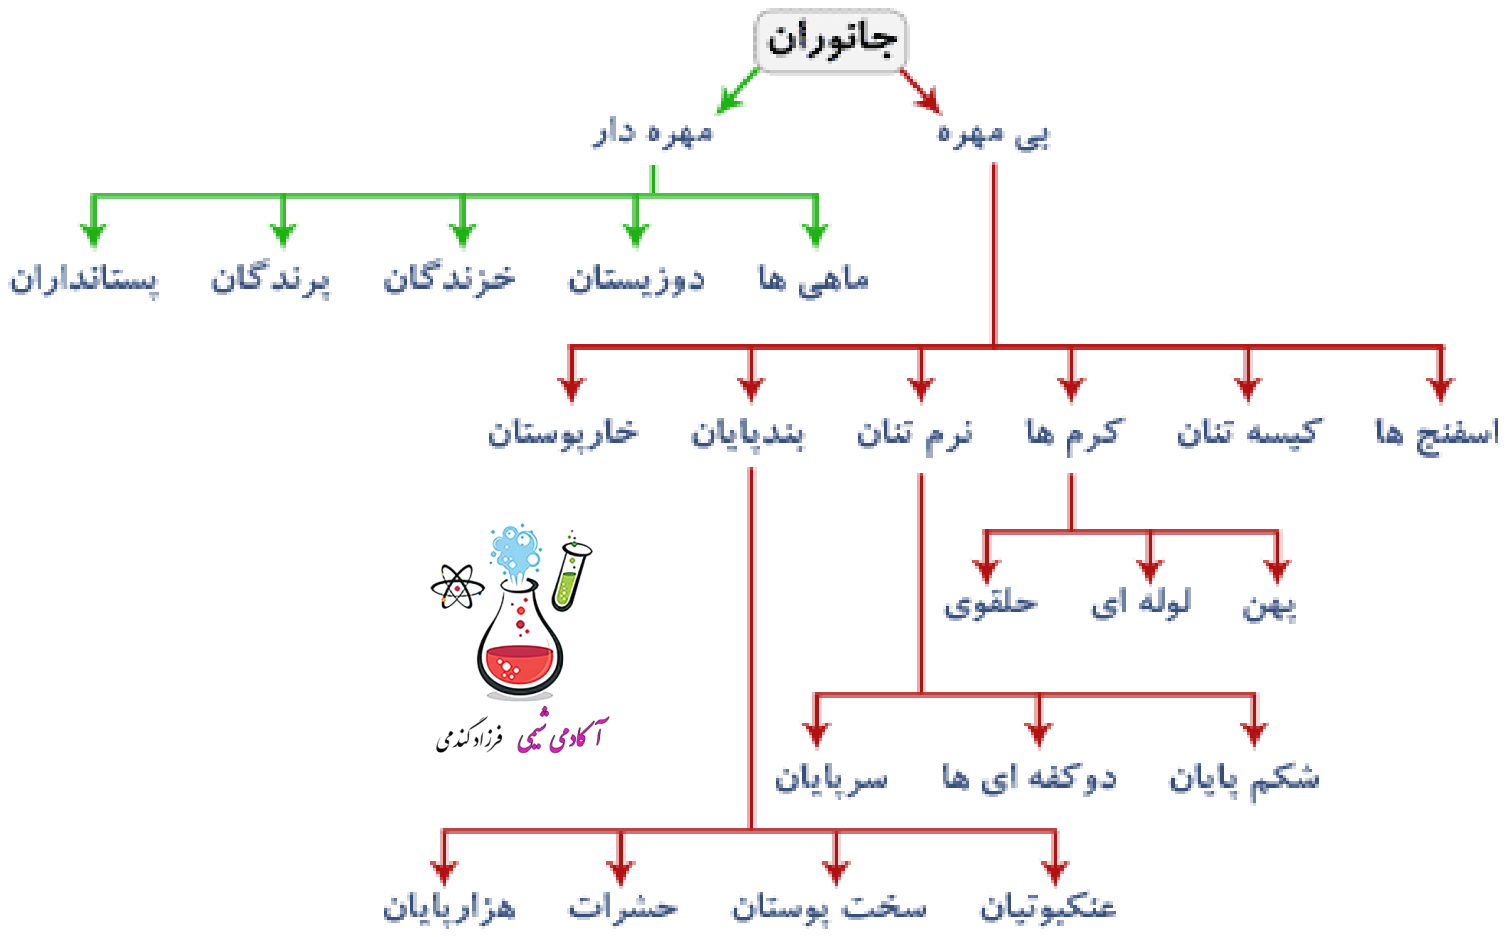 جانوران
بی مهره
مهره دار
ماهی ها
دوزیستان
خزندگان
پرندگان
پستانداران
اسفنج ها
کیسه تنان
کرم ها
نرم تنان
بندپایان
خارپوستان
پهن
لوله ای
حلقوی
شکم پایان
دوکفه ای ها
سرپایان
آکادمی شیمی فرزاد گندمی
عنکبوتیان
سخت پوستان
حشرات
هزارپایان